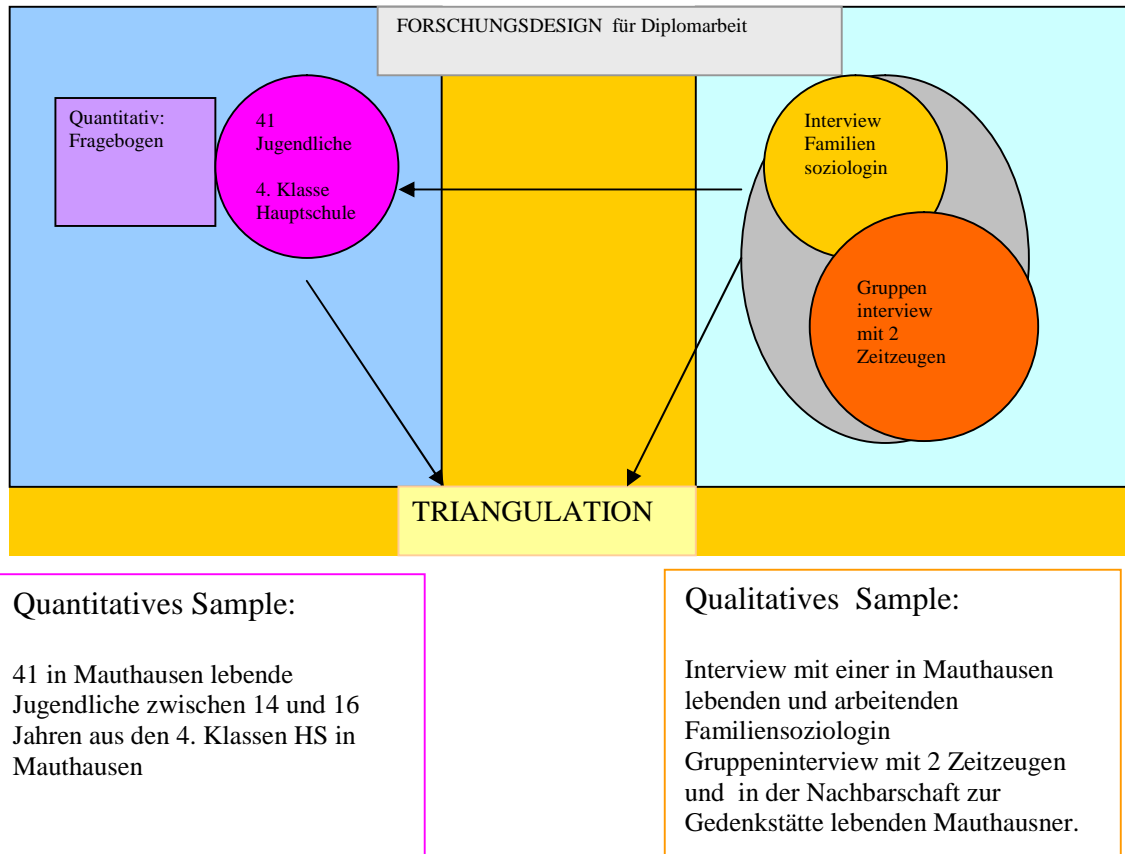 FORSCHUNGSDESIGN für Diplomarbeit
Quantitativ:
Fragebogen
41
Jugendliche
4. Klasse
Hauptschule
Interview
Familien
soziologin
Gruppen
interview
mit 2
Zeitzeugen
TRIANGULATION
Quantitatives Sample:
41 in Mauthausen lebende
Jugendliche zwischen 14 und 16
Jahren aus den 4. Klassen HS in
Mauthausen
Qualitatives Sample:
Interview mit einer in Mauthausen
lebenden und arbeitenden
Familiensoziologin
Gruppeninterview mit 2 Zeitzeugen
und in der Nachbarschaft zur
Gedenkstätte lebenden Mauthausner.